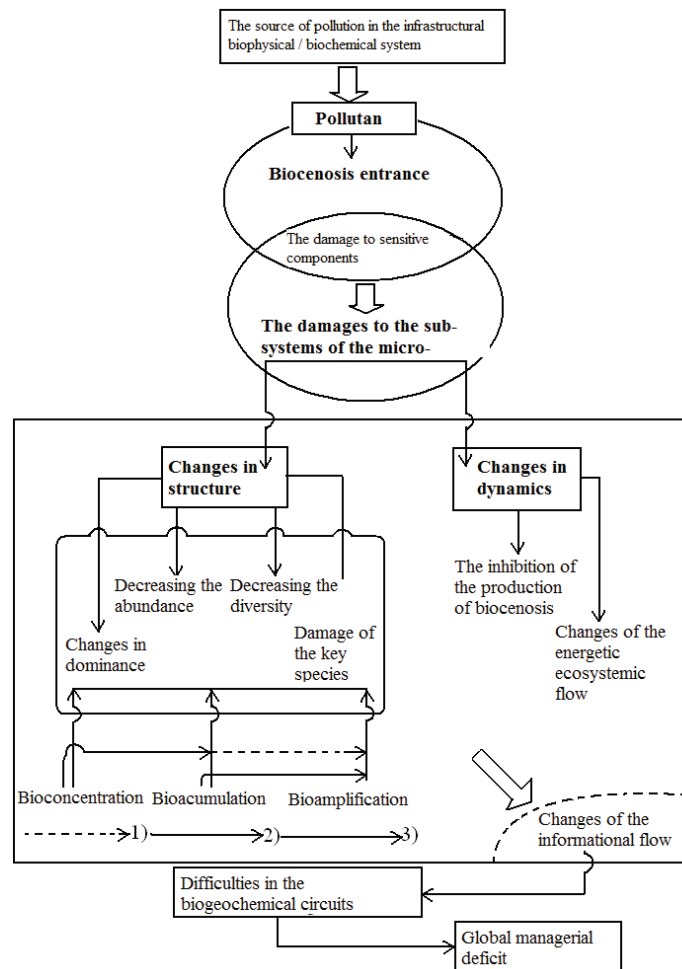 The source of pollution in the infrastructural
biophysical / biochemical system
Pollutan
Biocenosis entrance
The damage to sensitive
components
The damages to the sub-
systems of the micro-
Changes in
structure
Changes in
dynamics
Decreasing the
abundance
Decreasing the
diversity
The inhibition of
the production
of biocenosis
Changes in
dominance
Damage of
the key
species
Changes of the
energetic
ecosystemic
flow
Bioconcentration
Bioacumulation
Bioamplification
1)
2)
3)
Changes of the
informational flow
Difficulties in the
biogeochemical circuits
Global managerial
deficit